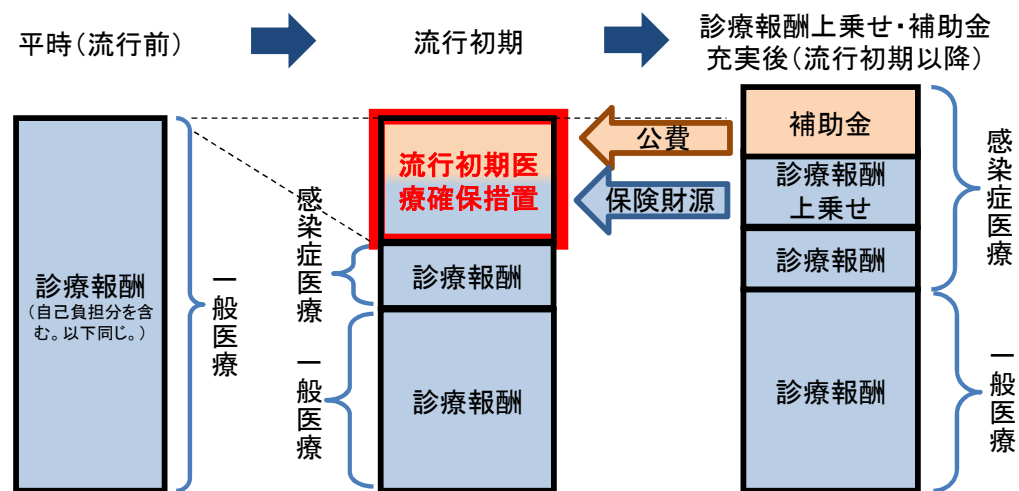 平時(流行前)
流行初期
診療報酬上乗せ・補助金
充実後(流行初期以降)
診療報酬
(自己負担分を含
む。以下同じ。)
一般医療
流行初期医
療確保措置
診療報酬
診療報酬
感染症医療
一般医療
公費
保険財源
補助金
診療報酬
上乗せ
診療報酬
診療報酬
感染症医療
一般医療